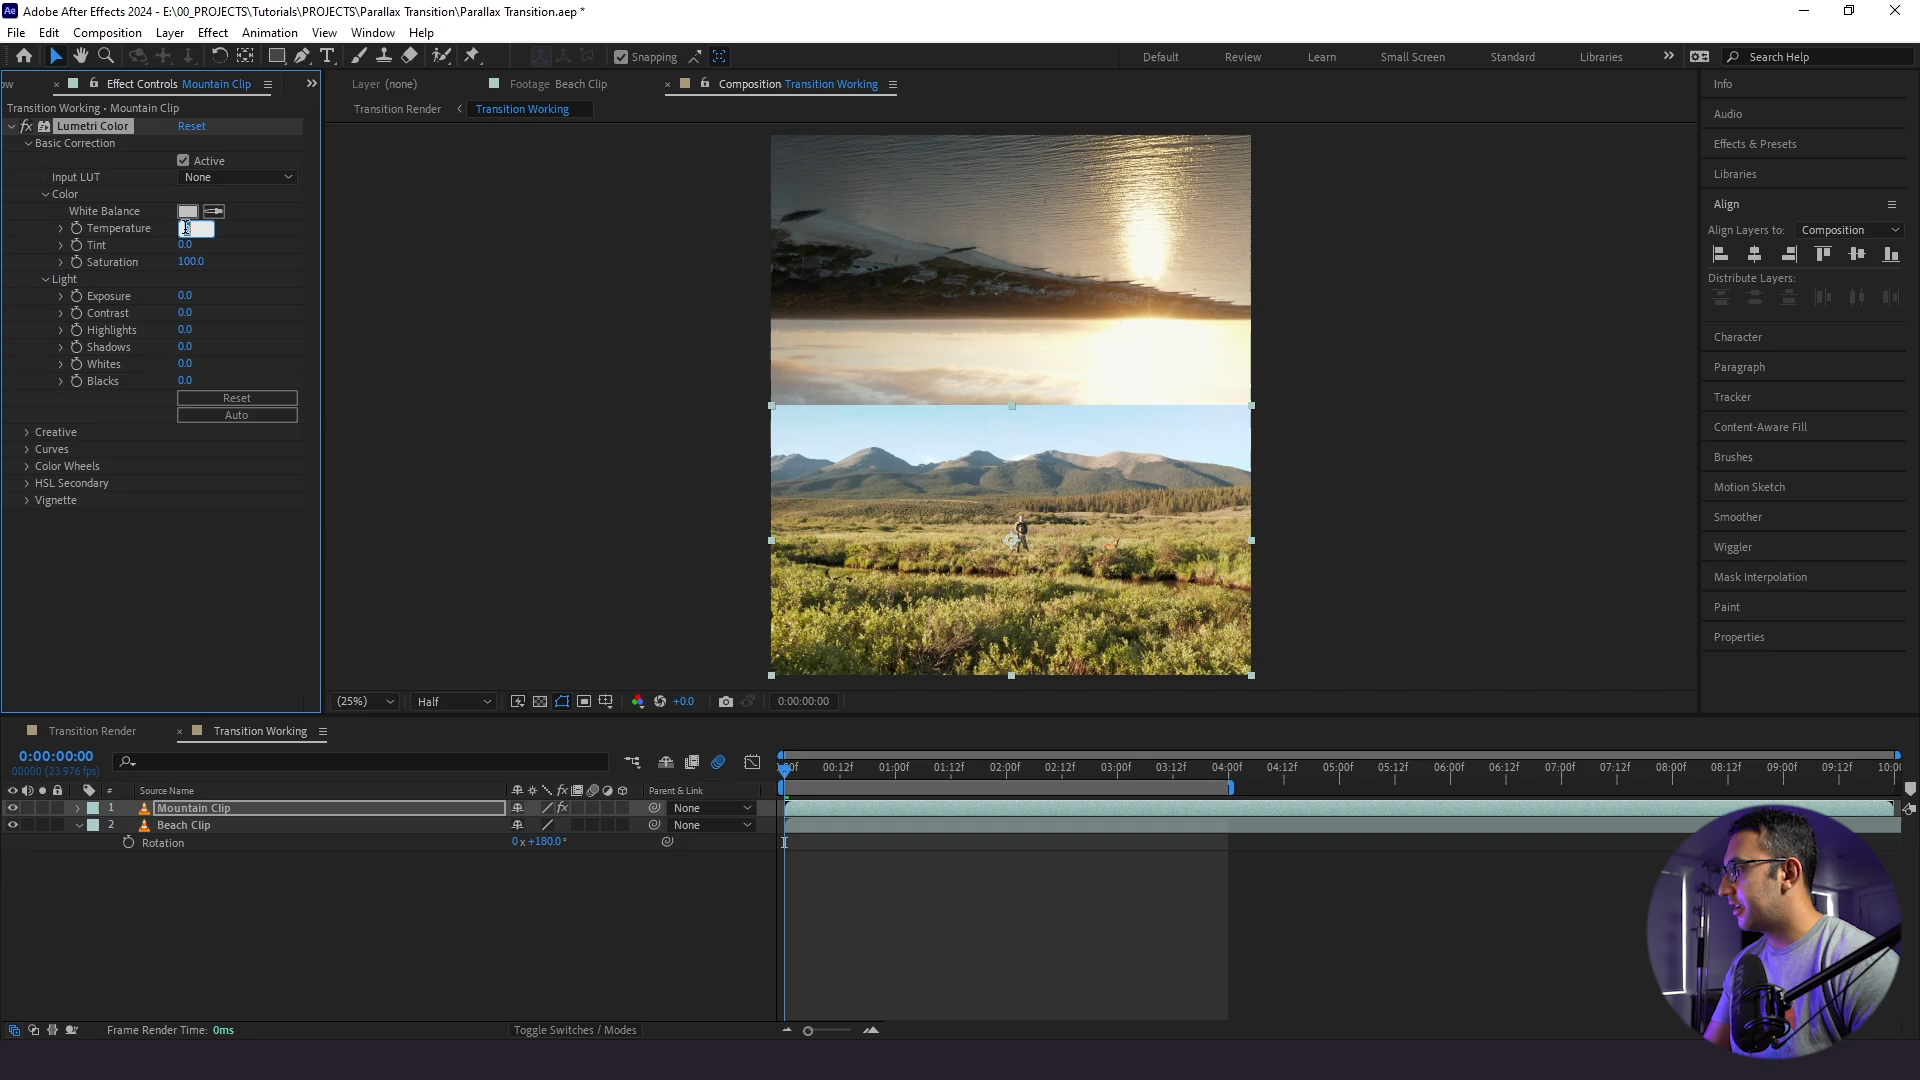 Adobe After Effects 2024 - E:\00_PROJECTS\Tutorials\PROJECTS\Parallax Transition\Parallax Transition.aep *
File Edit Composition Layer Effect Animation View Window Help
Snapping Default Review Learn Small Screen Standard Libraries Search Help
Effect Controls Mountain Clip
Layer (none) Footage Beach Clip Composition Transition Working
Transition Render Transition Working
Transition Working • Mountain Clip
fx Lumetri Color Reset
Basic Correction
Active
Input LUT None
Color
White Balance
Temperature
Tint 0.0
Saturation 100.0
Light
Exposure 0.0
Contrast 0.0
Highlights 0.0
Shadows 0.0
Whites 0.0
Blacks 0.0
Reset
Auto
Creative
Curves
Color Wheels
HSL Secondary
Vignette
Info
Audio
Effects & Presets
Libraries
Align
Align Layers to: Composition
Distribute Layers:
Character
Paragraph
Tracker
Content-Aware Fill
Brushes
Motion Sketch
Smoother
Wiggler
Mask Interpolation
Paint
Properties
(25%) Half +0.0 0:00:00:00
Transition Render Transition Working
0:00:00:00
00000 (23.976 fps)
:00f 00:12f 01:00f 01:12f 02:00f 02:12f 03:00f 03:12f 04:00f 04:12f 05:00f 05:12f 06:00f 06:12f 07:00f 07:12f 08:00f 08:12f 09:00f 09:12f 10:00
# Source Name fx Parent & Link
1 Mountain Clip fx None
2 Beach Clip None
Rotation 0 x +180.0°
Frame Render Time: 0ms Toggle Switches / Modes